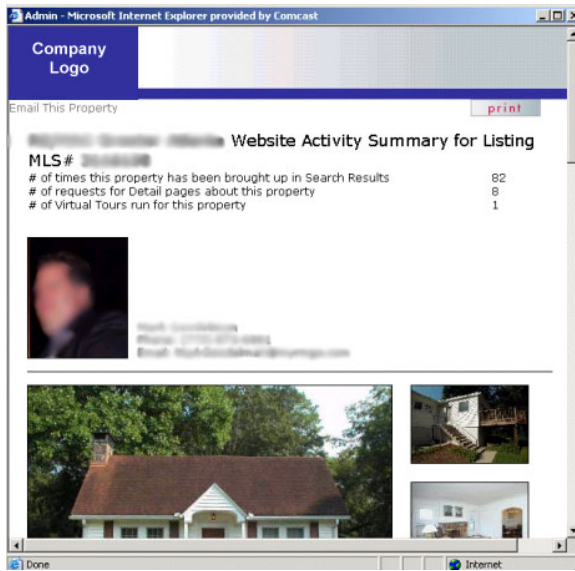 Admin - Microsoft Internet Explorer provided by Comcast
Company
Logo
Email This Property
print
Website Activity Summary for Listing
MLS#
# of times this property has been brought up in Search Results 82
# of requests for Detail pages about this property 8
# of Virtual Tours run for this property 1
Phone:
Email:
Done
Internet